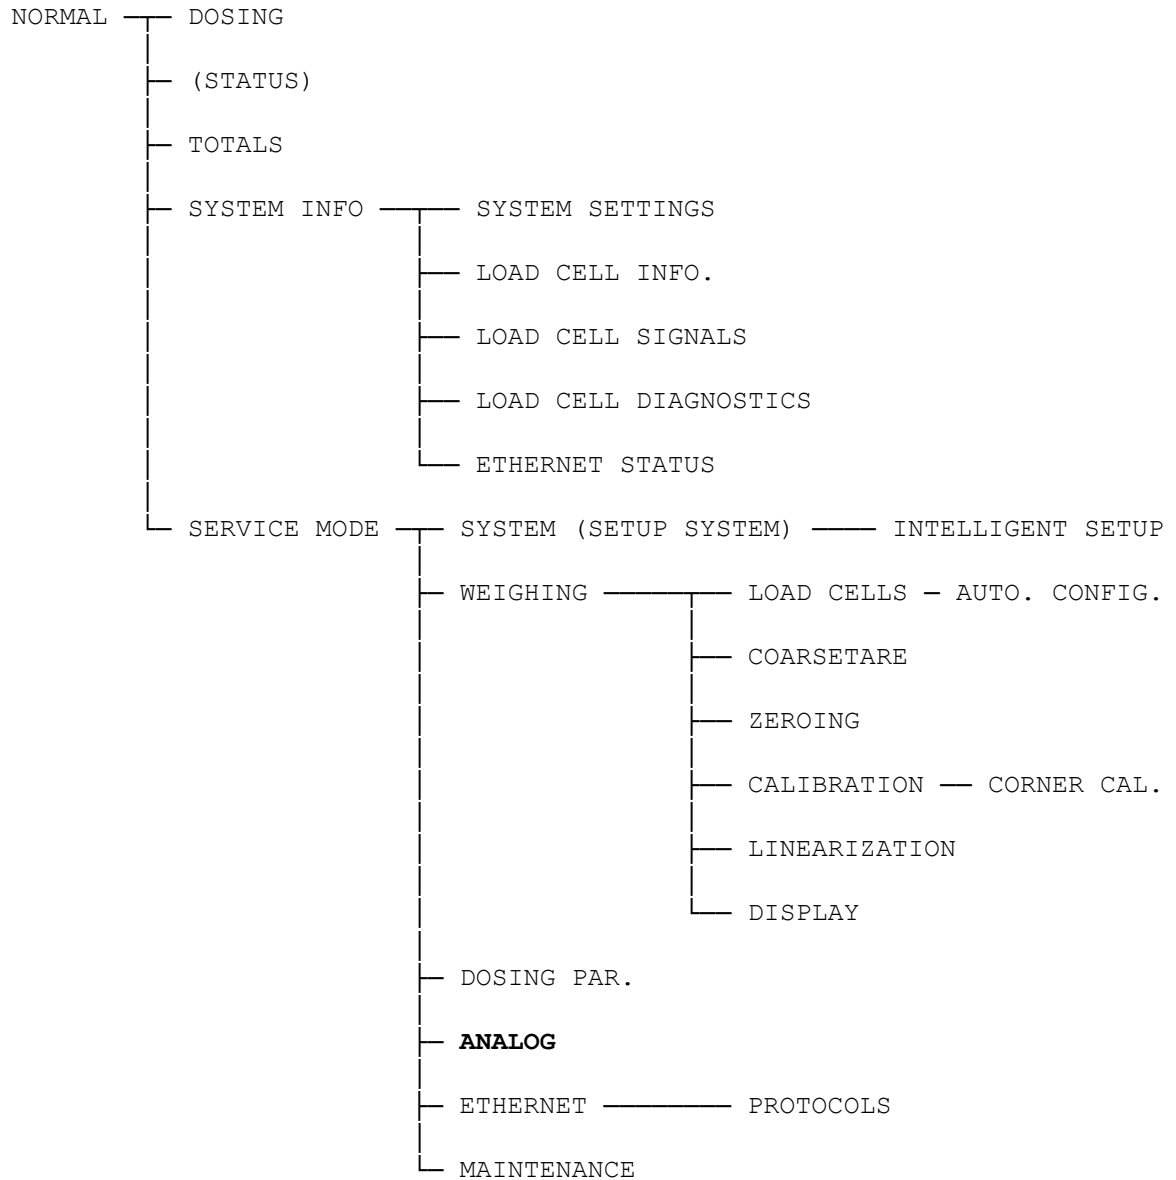 NORMAL DOSING
(STATUS)
TOTALS
SYSTEM INFO SYSTEM SETTINGS
LOAD CELL INFO.
LOAD CELL SIGNALS
LOAD CELL DIAGNOSTICS
ETHERNET STATUS
SERVICE MODE SYSTEM (SETUP SYSTEM) INTELLIGENT SETUP
WEIGHING LOAD CELLS AUTO. CONFIG.
COARSETARE
ZEROING
CALIBRATION CORNER CAL.
LINEARIZATION
DISPLAY
DOSING PAR.
ANALOG
ETHERNET PROTOCOLS
MAINTENANCE